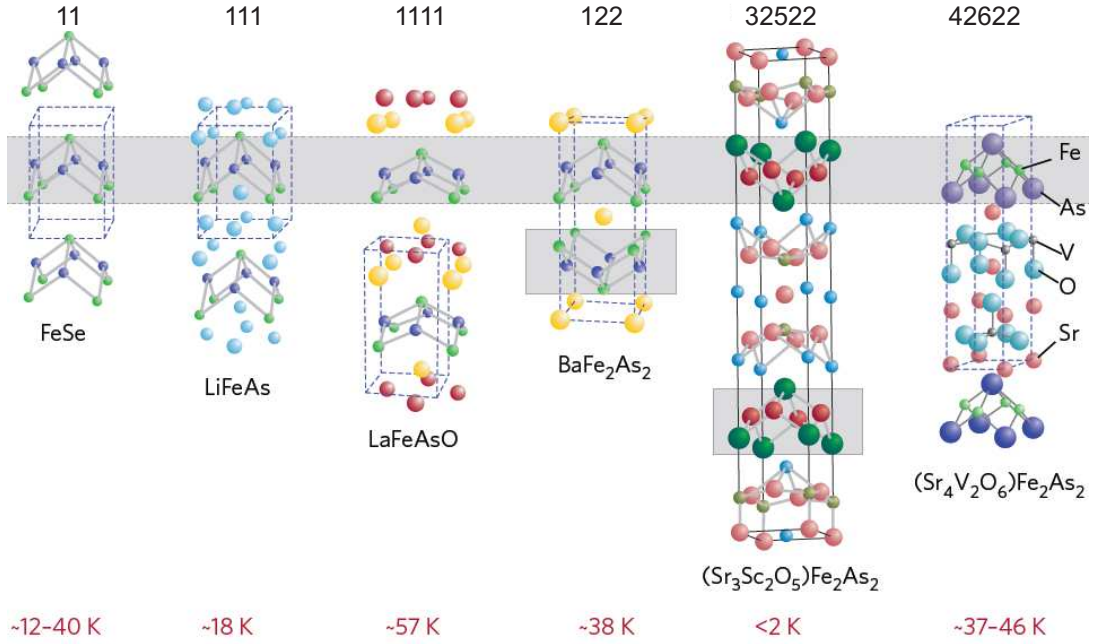 11 111 1111 122 32522 42622
Fe
As
V
O
Sr
FeSe
LiFeAs
LaFeAsO
BaFe₂As₂
(Sr₃Sc₂O₅)Fe₂As₂
(Sr₄V₂O₆)Fe₂As₂
~12–40 K ~18 K ~57 K ~38 K <2 K ~37–46 K